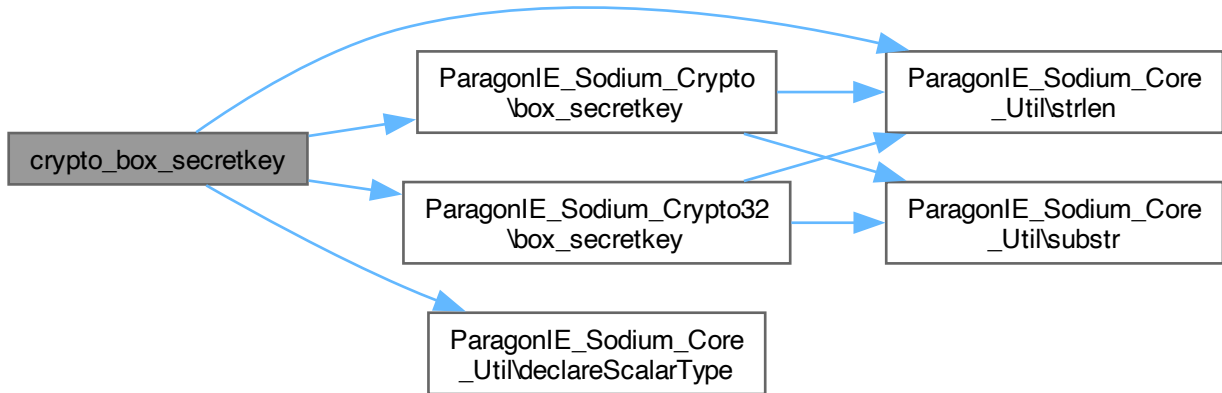 crypto_box_secretkey
ParagonIE_Sodium_Crypto
\box_secretkey
ParagonIE_Sodium_Crypto32
\box_secretkey
ParagonIE_Sodium_Core
_Util\declareScalarType
ParagonIE_Sodium_Core
_Util\strlen
ParagonIE_Sodium_Core
_Util\substr